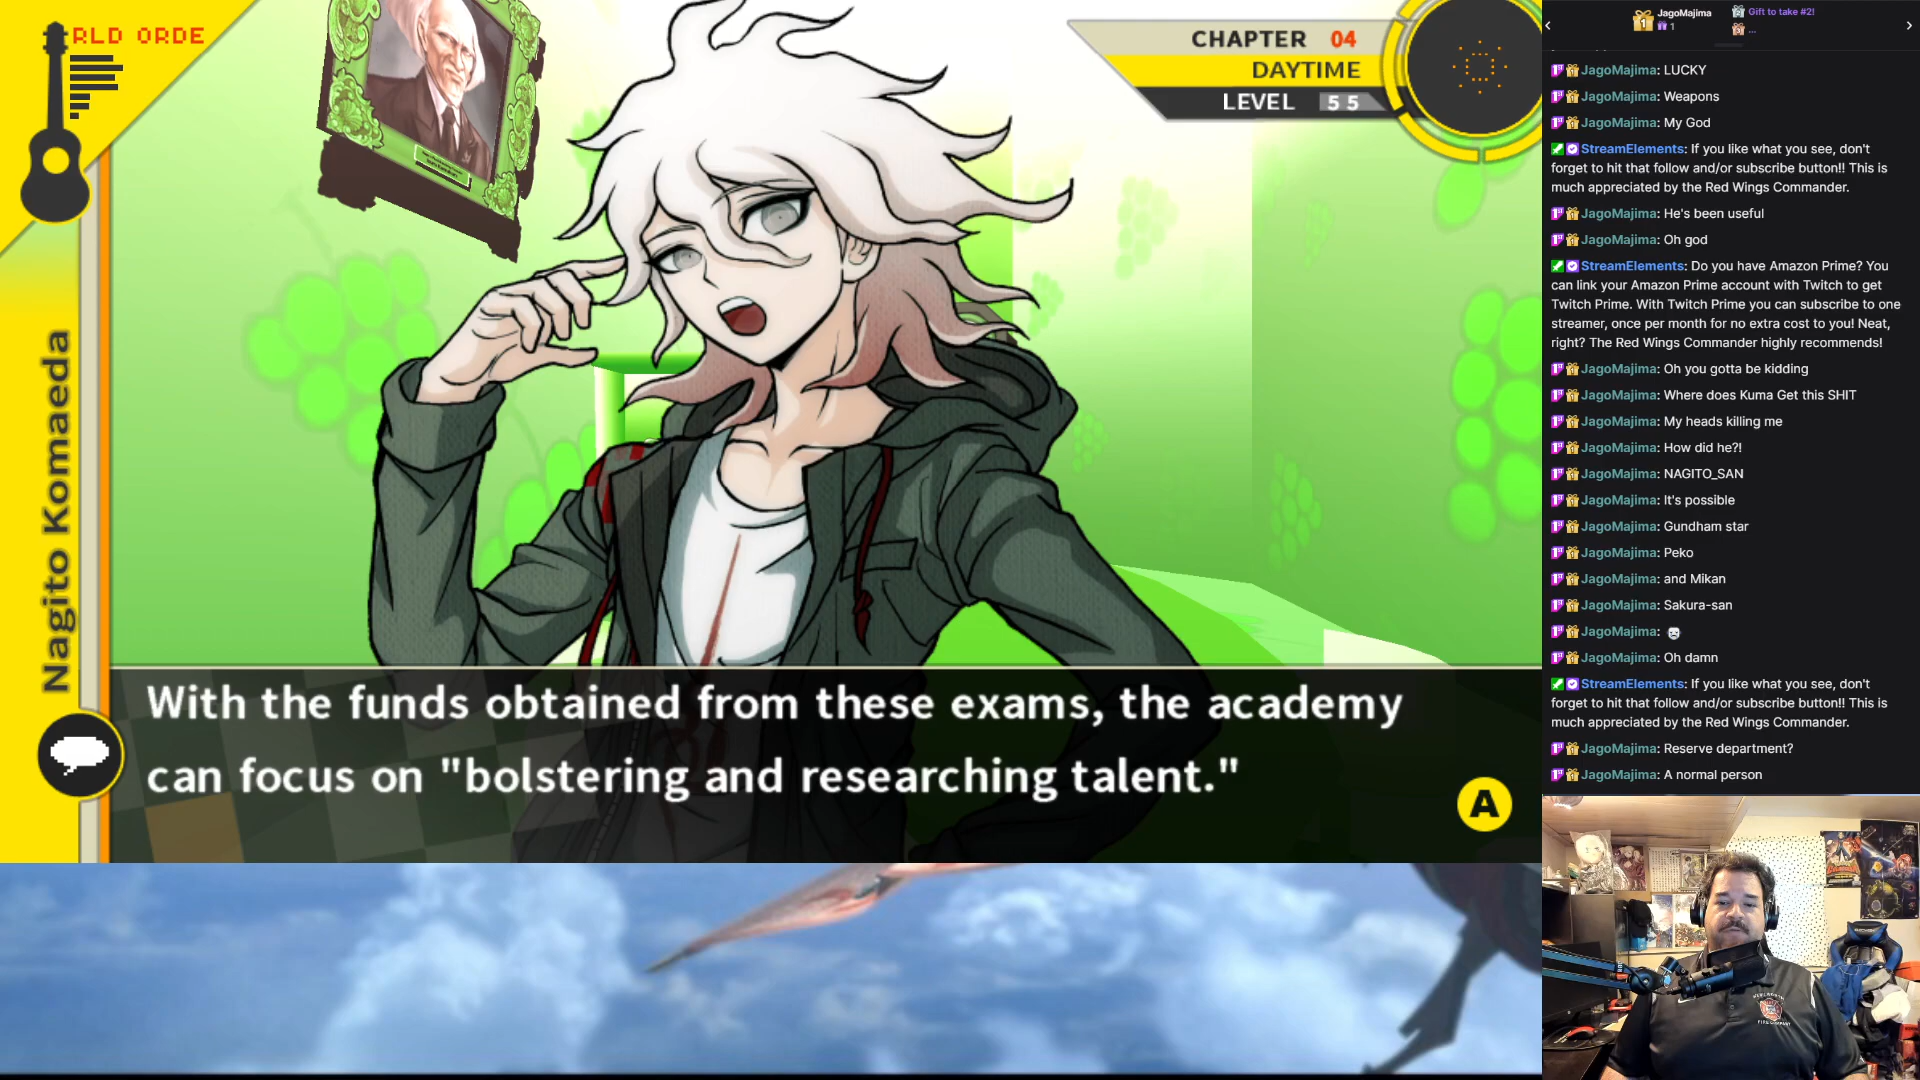 RLD ORDE
CHAPTER 04
DAYTIME
LEVEL 55
Nagito Komaeda
With the funds obtained from these exams, the academy
can focus on "bolstering and researching talent."
A
JagoMajima
1
1
Gift to take #2!
...
JagoMajima: LUCKY
JagoMajima: Weapons
JagoMajima: My God
StreamElements: If you like what you see, don't
forget to hit that follow and/or subscribe button!! This is
much appreciated by the Red Wings Commander.
JagoMajima: He's been useful
JagoMajima: Oh god
StreamElements: Do you have Amazon Prime? You
can link your Amazon Prime account with Twitch to get
Twitch Prime. With Twitch Prime you can subscribe to one
streamer, once per month for no extra cost to you! Neat,
right? The Red Wings Commander highly recommends!
JagoMajima: Oh you gotta be kidding
JagoMajima: Where does Kuma Get this SHIT
JagoMajima: My heads killing me
JagoMajima: How did he?!
JagoMajima: NAGITO_SAN
JagoMajima: It's possible
JagoMajima: Gundham star
JagoMajima: Peko
JagoMajima: and Mikan
JagoMajima: Sakura-san
JagoMajima:
JagoMajima: Oh damn
StreamElements: If you like what you see, don't
forget to hit that follow and/or subscribe button!! This is
much appreciated by the Red Wings Commander.
JagoMajima: Reserve department?
JagoMajima: A normal person